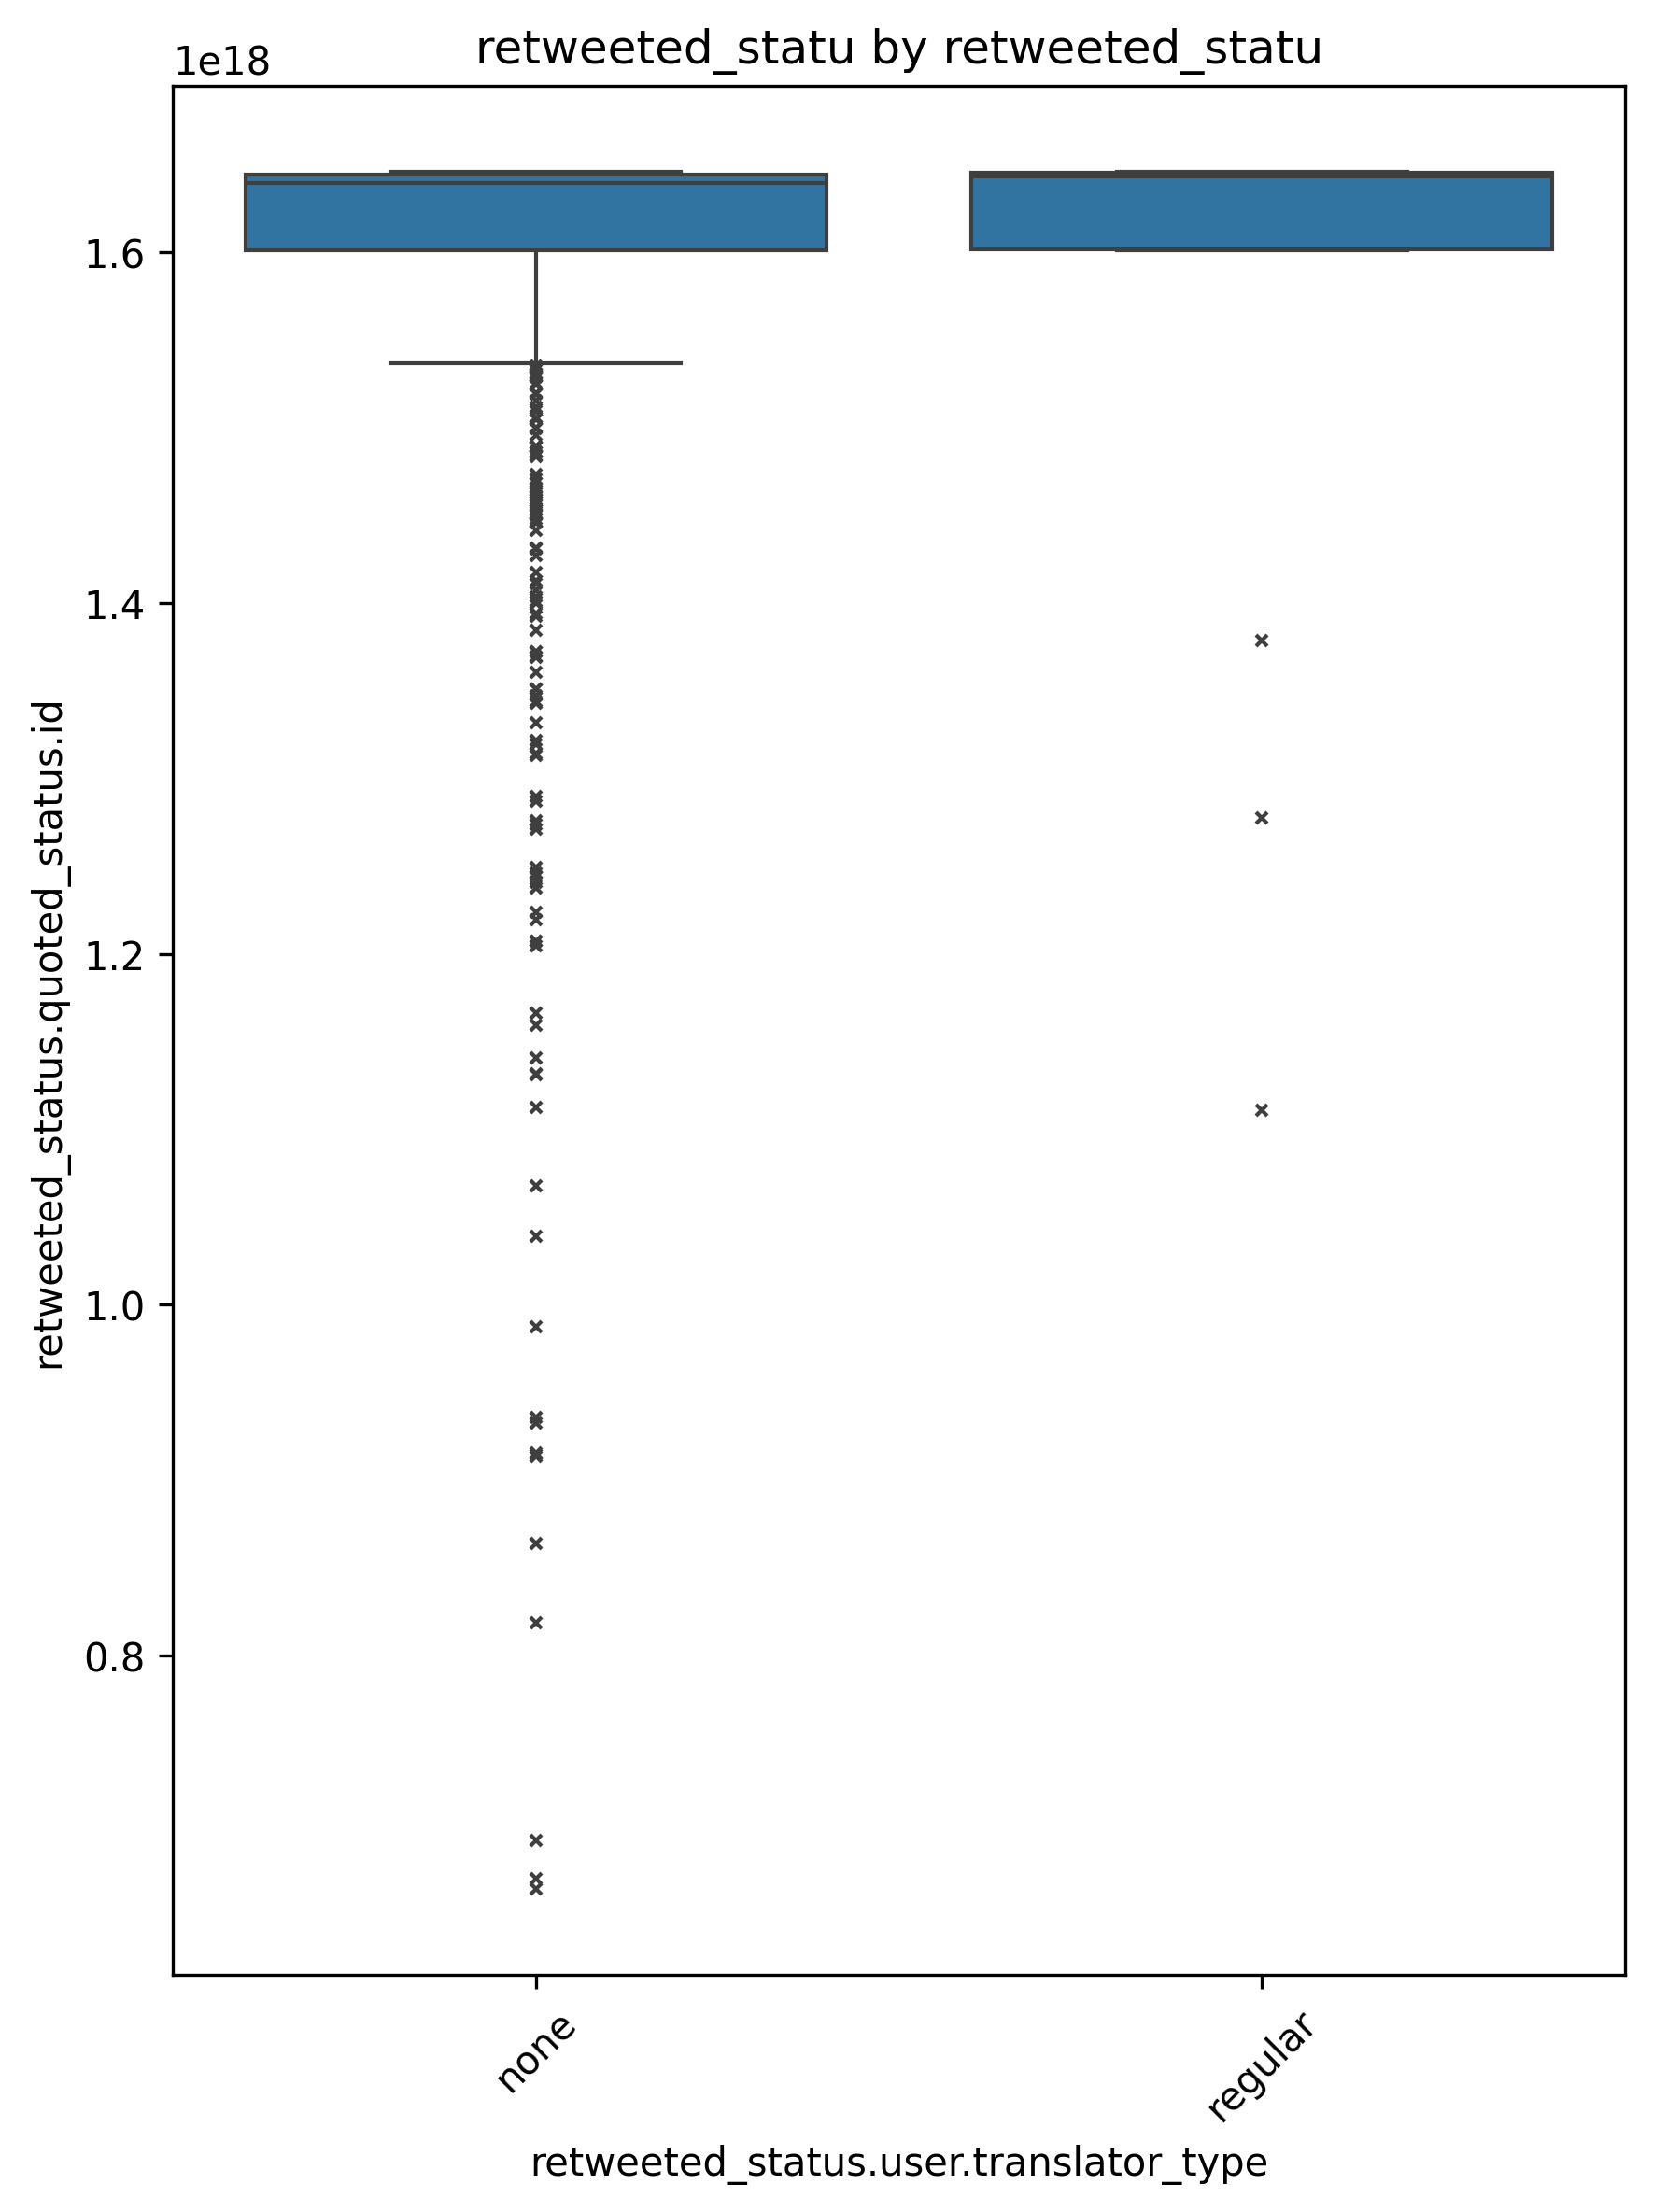 retweeted_statu by retweeted_statu
1e18
1.6
1.4
1.2
1.0
0.8
retweeted_status.quoted_status.id
none
regular
retweeted_status.user.translator_type